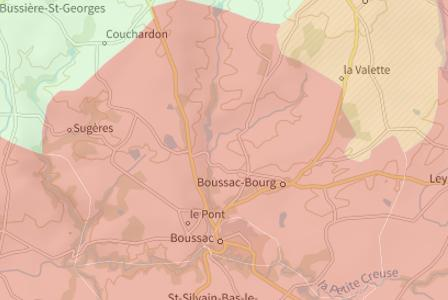 Bussière-St-Georges
Couchardon
la Valette
Sugères
Boussac-Bourg
Ley
le Pont
Boussac
la Petite Creuse
St-Silvain-Bas-le-